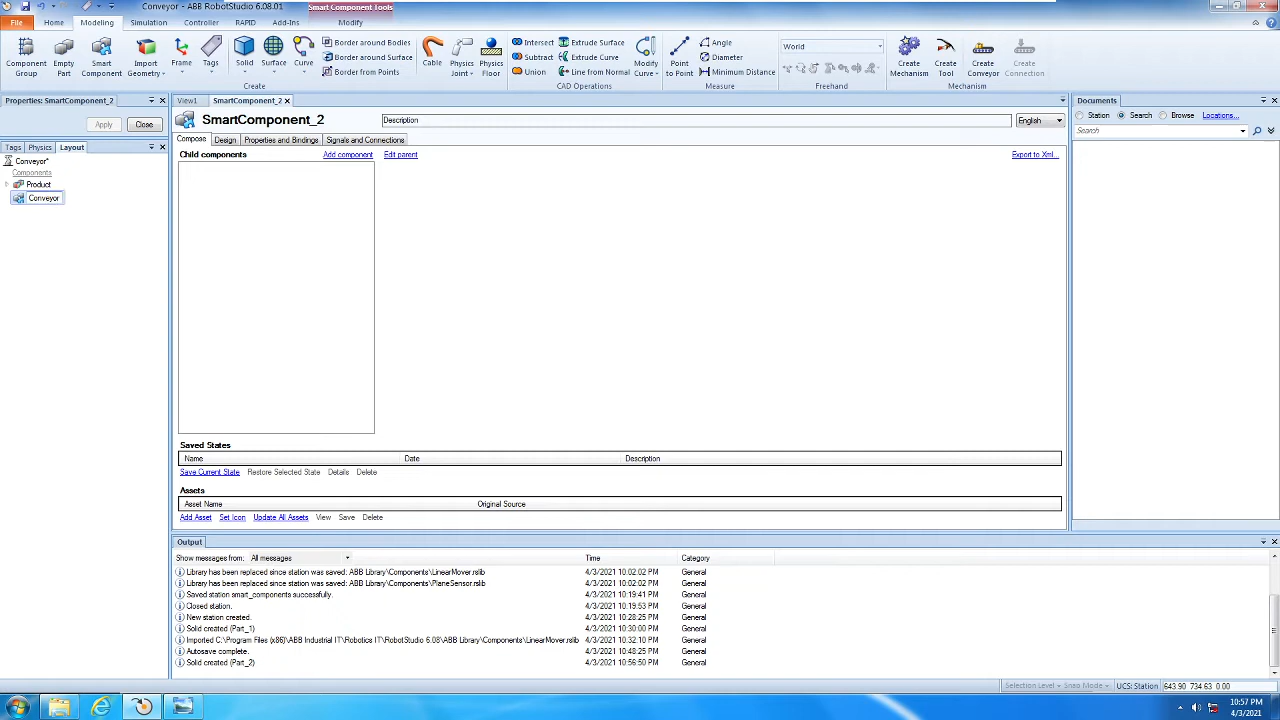 Conveyor - ABB RobotStudio 6.08.01
Smart Component Tools
File Home Modeling Simulation Controller RAPID Add-Ins Modify
Component Group
Empty Part
Smart Component
Import Geometry
Frame
Tags
Solid
Surface
Curve
Border around Bodies
Border around Surface
Border from Points
Create
Cable
Physics Joint
Physics Floor
Intersect
Subtract
Union
Extrude Surface
Extrude Curve
Line from Normal
Modify Curve
CAD Operations
Point to Point
Angle
Diameter
Minimum Distance
Measure
World
Freehand
Create Mechanism
Create Tool
Create Conveyor
Create Connection
Mechanism
Properties: SmartComponent_2
Apply Close
Tags Physics Layout
Conveyor*
Components
Product
Conveyor
View1 SmartComponent_2
SmartComponent_2 Description English
Compose Design Properties and Bindings Signals and Connections
Child components Add component Edit parent Export to Xml...
Saved States
Name Date Description
Save Current State Restore Selected State Details Delete
Assets
Asset Name Original Source
Add Asset Set Icon Update All Assets View Save Delete
Documents
Station Search Browse Locations...
Search
Output
Show messages from: All messages Time Category
Library has been replaced since station was saved: ABB Library\Components\LinearMover.rslib 4/3/2021 10:02.02 PM General
Library has been replaced since station was saved: ABB Library\Components\PlaneSensor.rslib 4/3/2021 10:02:02 PM General
Saved station smart_components successfully. 4/3/2021 10:19:41 PM General
Closed station. 4/3/2021 10:19:53 PM General
New station created. 4/3/2021 10:28:25 PM General
Solid created (Part_1) 4/3/2021 10:30:00 PM General
Imported C:\Program Files (x86)\ABB Industrial IT\Robotics IT\RobotStudio 6.08\ABB Library\Components\LinearMover.rslib 4/3/2021 10:32:10 PM General
Autosave complete. 4/3/2021 10:48:25 PM General
Solid created (Part_2) 4/3/2021 10:56:50 PM General
Selection Level Snap Mode UCS: Station 643.90 734.63 0.00
10:57 PM
4/3/2021